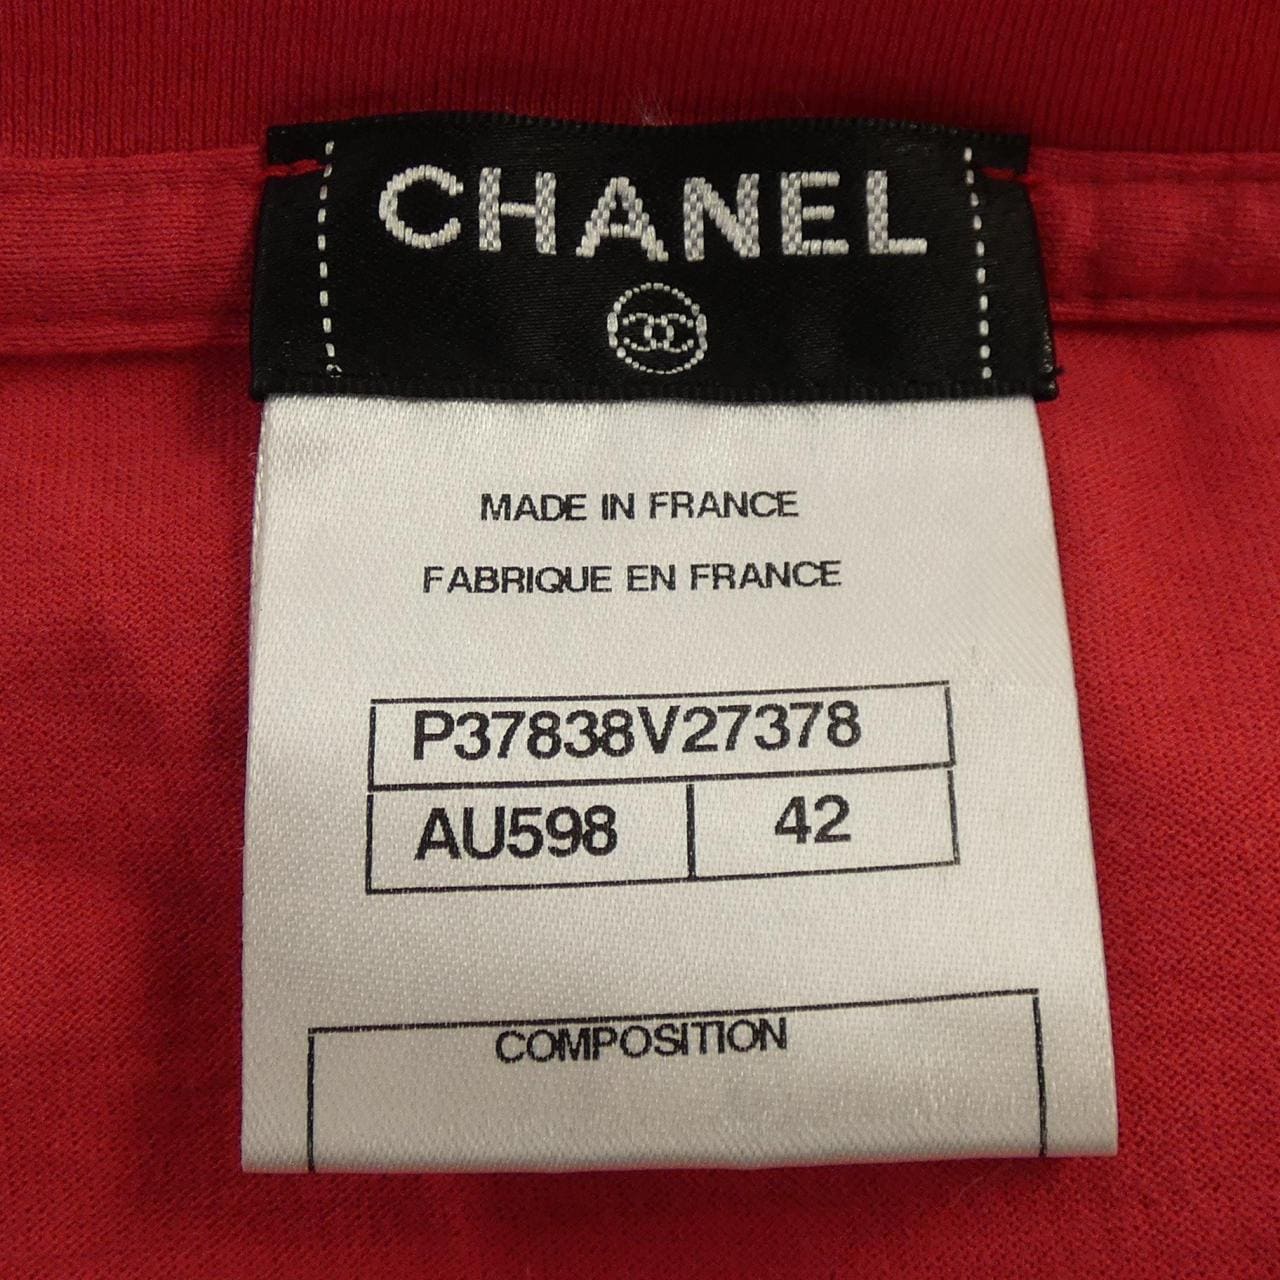 CHANEL
MADE IN FRANCE
FABRIQUE EN FRANCE
P37838V27378
AU598 42
COMPOSITION